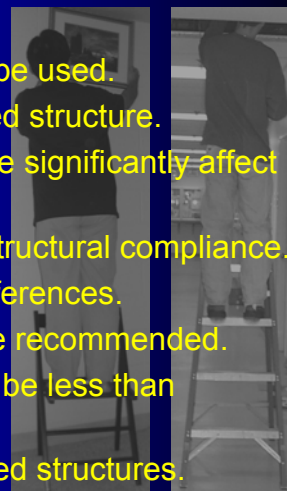 be used.
ed structure.
e significantly affect
tructural compliance.
ferences.
e recommended.
be less than
ed structures.